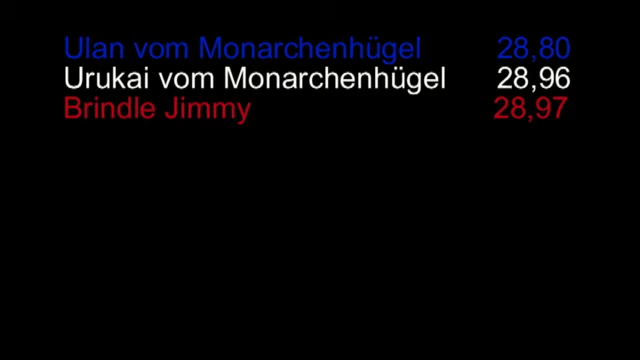 Ulan vom Monarchenhügel 28,80
Urukai vom Monarchenhügel 28,96
Brindle Jimmy 28,97